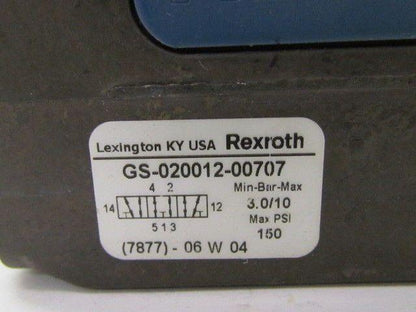 Lexington KY USA Rexroth
GS-020012-00707
4 2 Min-Bar-Max
14 12 3.0/10
5 1 3 Max PSI
150
(7877) - 06 W 04